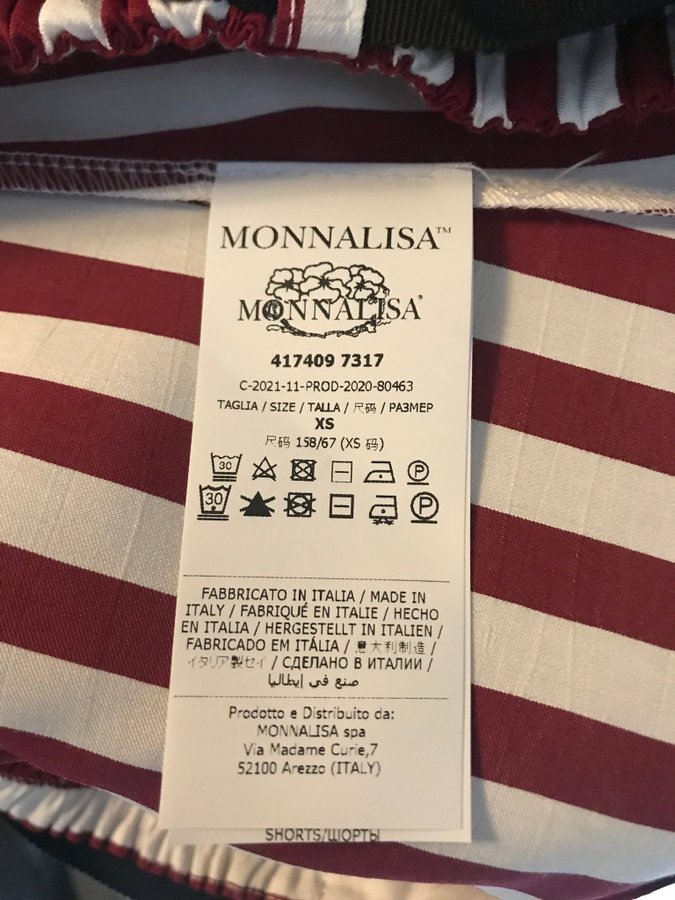 MONNALISA™
MONNALISA®
417409 7317
C-2021-11-PROD-2020-80463
TAGLIA / SIZE / TALLA / 尺码 / РАЗМЕР
XS
尺码 158/67 (XS 码)
30 P
30 P
FABBRICATO IN ITALIA / MADE IN
ITALY / FABRIQUÉ EN ITALIE / HECHO
EN ITALIA / HERGESTELLT IN ITALIEN /
FABRICADO EM ITÁLIA / 意大利制造 /
イタリア製セイ / СДЕЛАНО В ИТАЛИИ /
صنع في إيطاليا
Prodotto e Distribuito da:
MONNALISA spa
Via Madame Curie,7
52100 Arezzo (ITALY)
SHORTS/ШОРТЫ